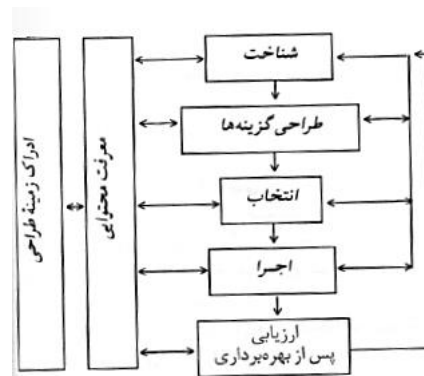 شناخت
طراحی گزینه‌ها
انتخاب
اجرا
ارزیابی
پس از بهره‌برداری
معرفت محتوایی
ادراک زمینهٔ طراحی